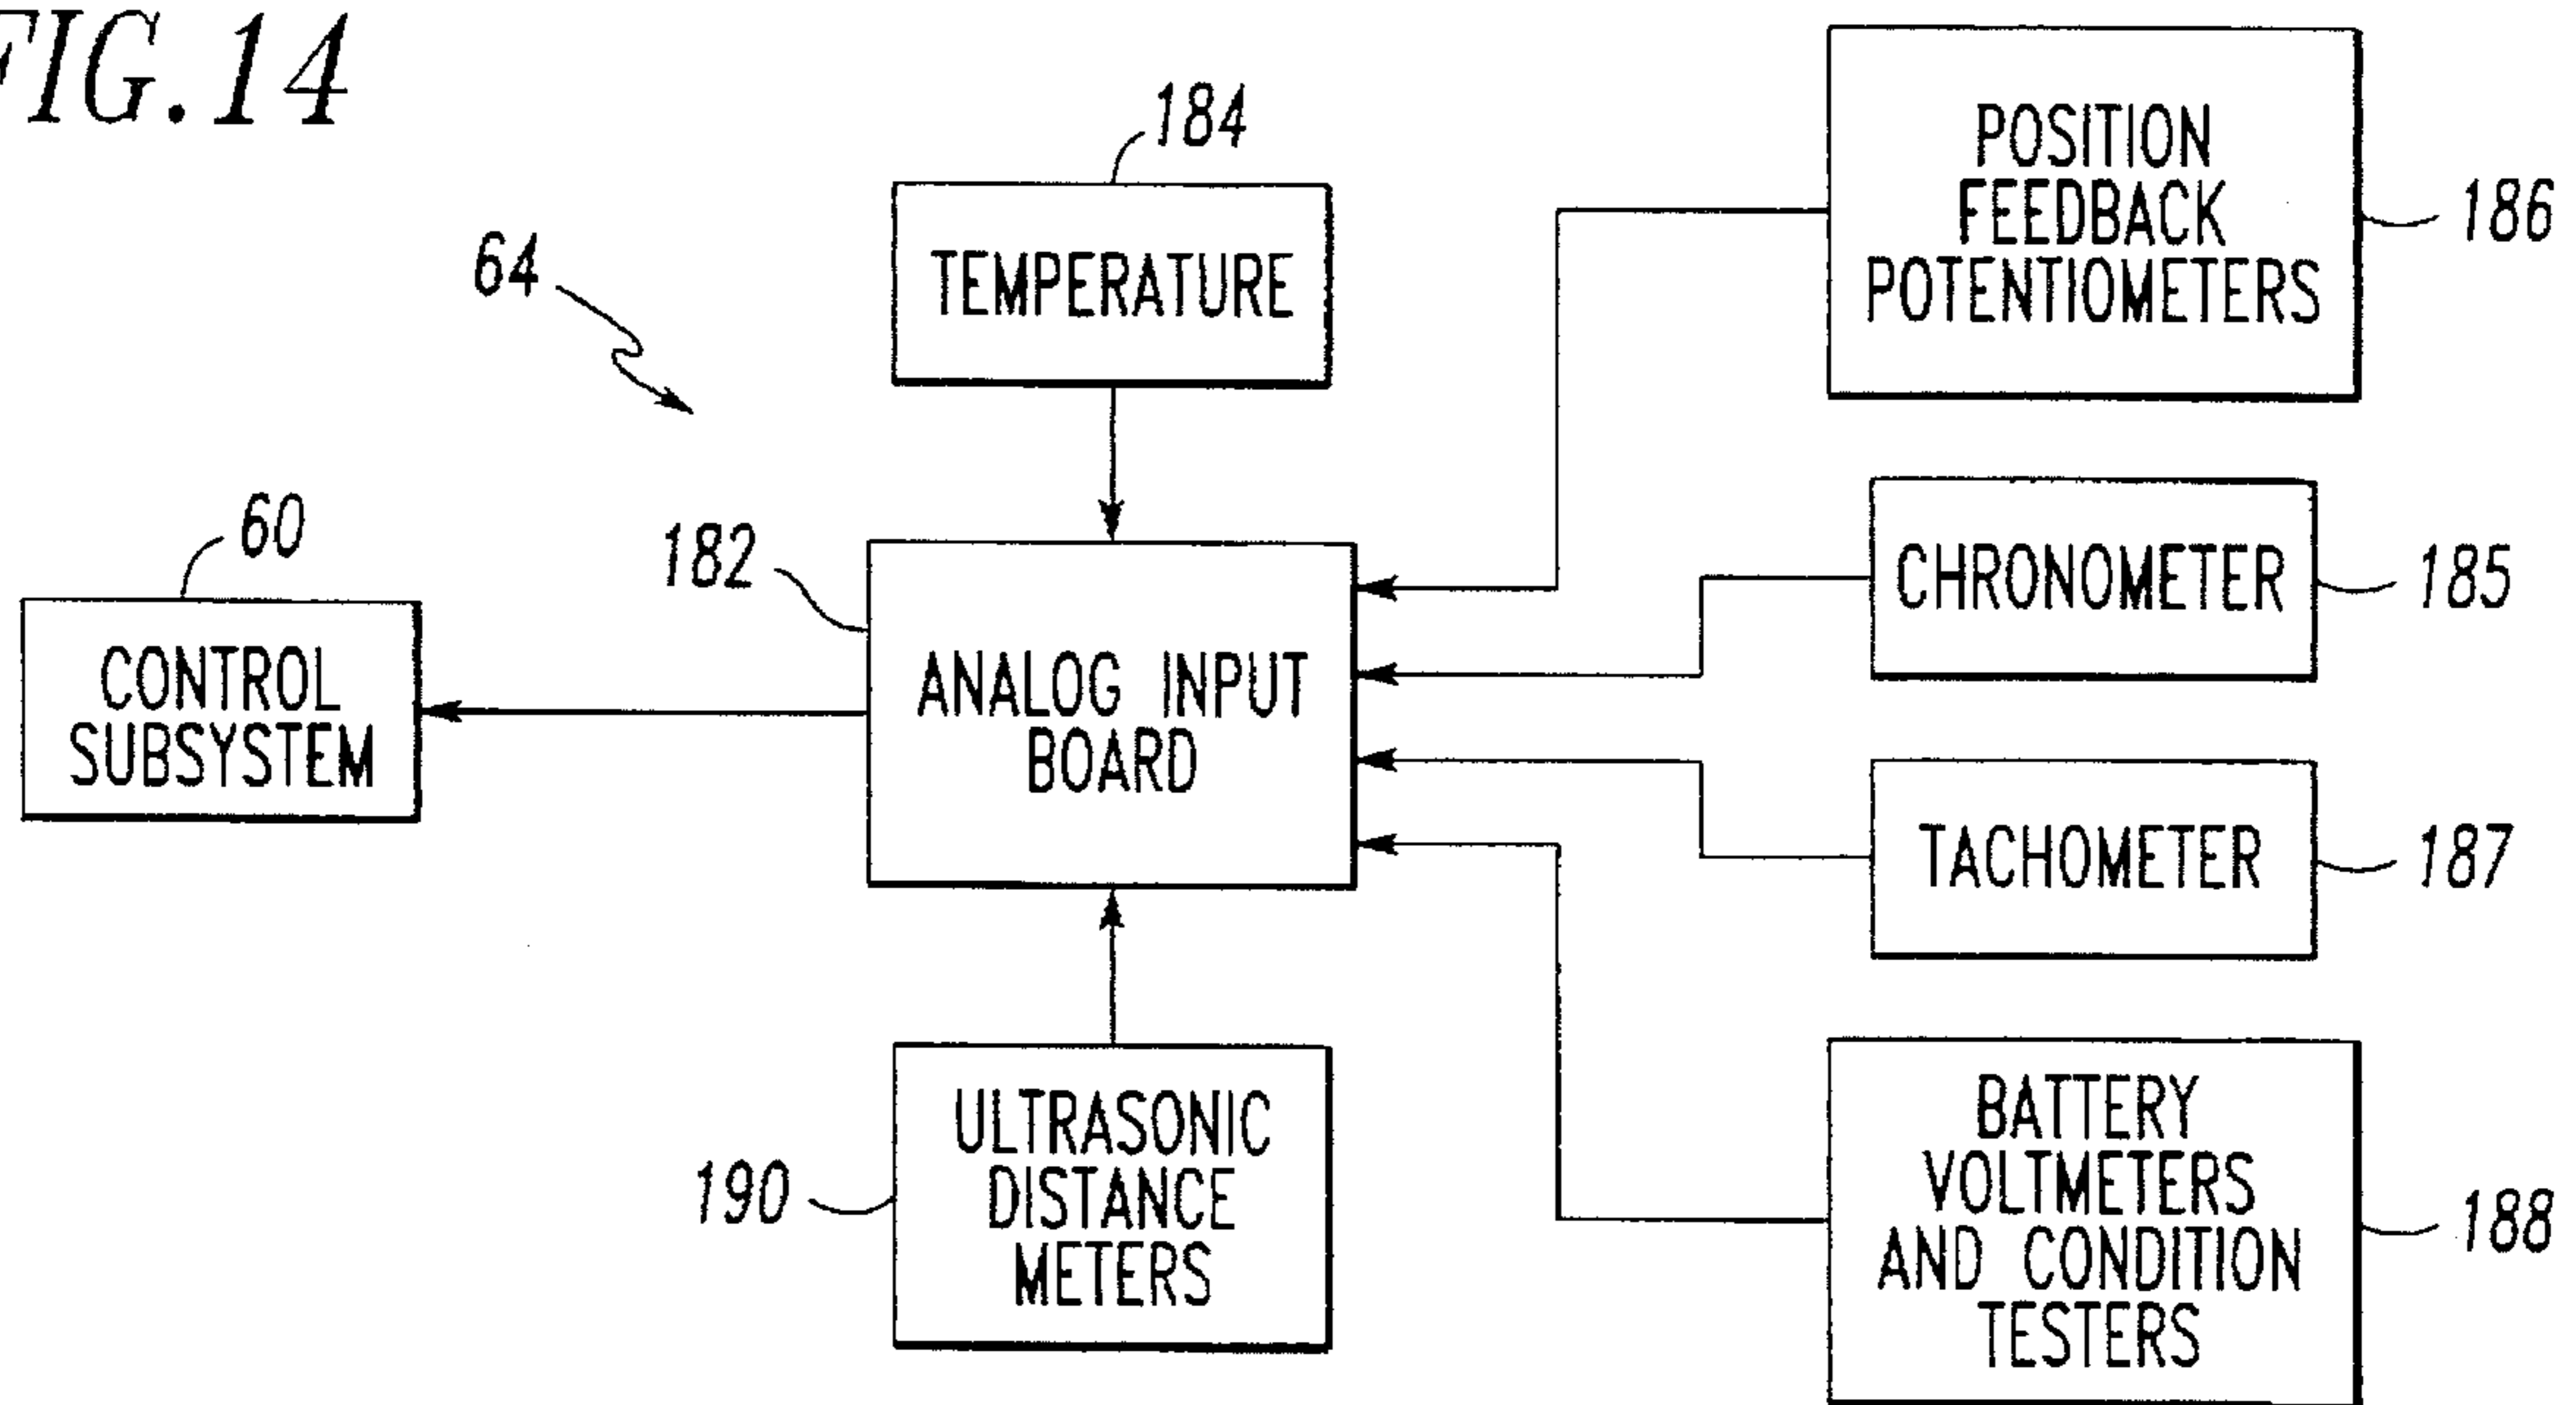 FIG.14
184
TEMPERATURE
64
POSITION
FEEDBACK
POTENTIOMETERS
186
60
CONTROL
SUBSYSTEM
182
ANALOG INPUT
BOARD
CHRONOMETER
185
TACHOMETER
187
190
ULTRASONIC
DISTANCE
METERS
BATTERY
VOLTMETERS
AND CONDITION
TESTERS
188